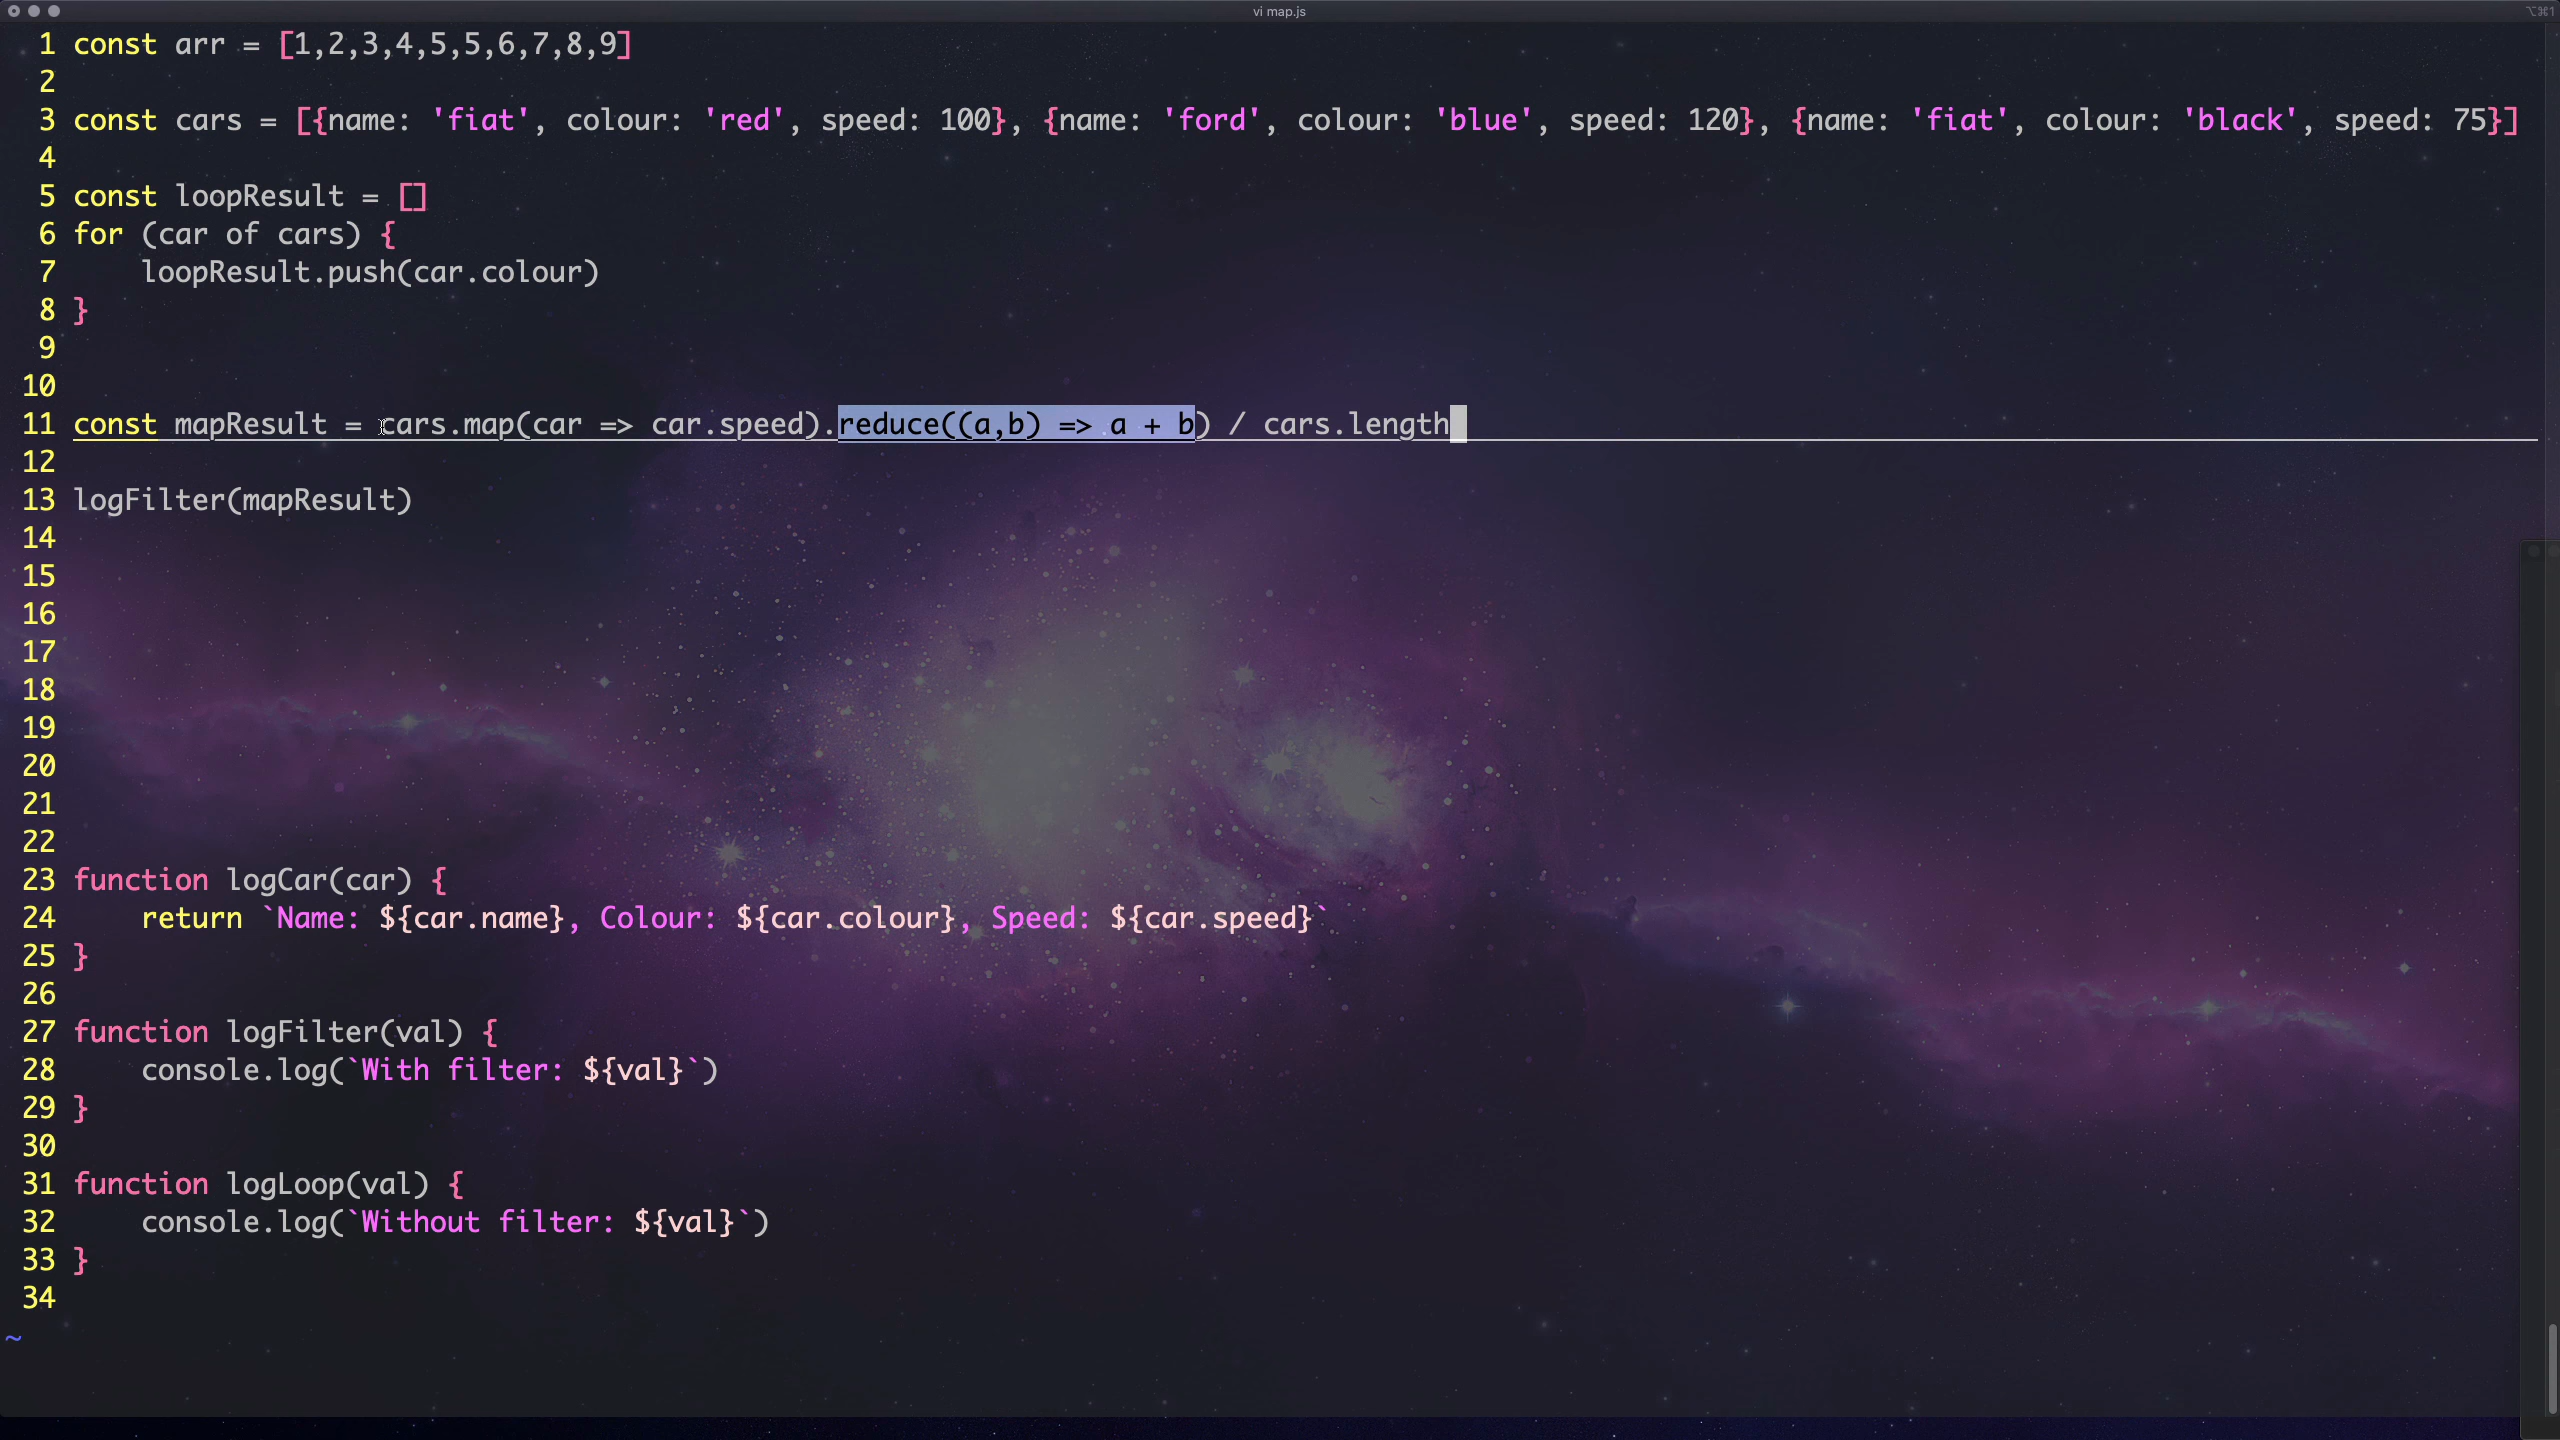 vi map.js
⌥⌘1
1 const arr = [1,2,3,4,5,5,6,7,8,9]
2
3 const cars = [{name: 'fiat', colour: 'red', speed: 100}, {name: 'ford', colour: 'blue', speed: 120}, {name: 'fiat', colour: 'black', speed: 75}]
4
5 const loopResult = []
6 for (car of cars) {
7     loopResult.push(car.colour)
8 }
9
10
11 const mapResult = cars.map(car => car.speed).reduce((a,b) => a + b) / cars.length
12
13 logFilter(mapResult)
14
15
16
17
18
19
20
21
22
23 function logCar(car) {
24     return `Name: ${car.name}, Colour: ${car.colour}, Speed: ${car.speed}`
25 }
26
27 function logFilter(val) {
28     console.log(`With filter: ${val}`)
29 }
30
31 function logLoop(val) {
32     console.log(`Without filter: ${val}`)
33 }
34
~